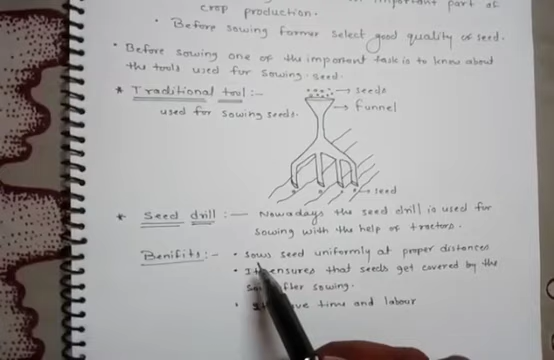 important part of
crop production.
• Before sowing farmer select good quality of seed.
• Before sowing one of the important task is to know about
the tools used for sowing seed.
* Traditional tool :-
used for sowing seeds.
→ seeds
→ funnel
→ seed
* Seed drill :- Nowadays the seed drill is used for
sowing with the help of tractors.
Benifits :- • Sows seed uniformly at proper distances
• It ensures that seeds get covered by the
after sowing.
• time and labour